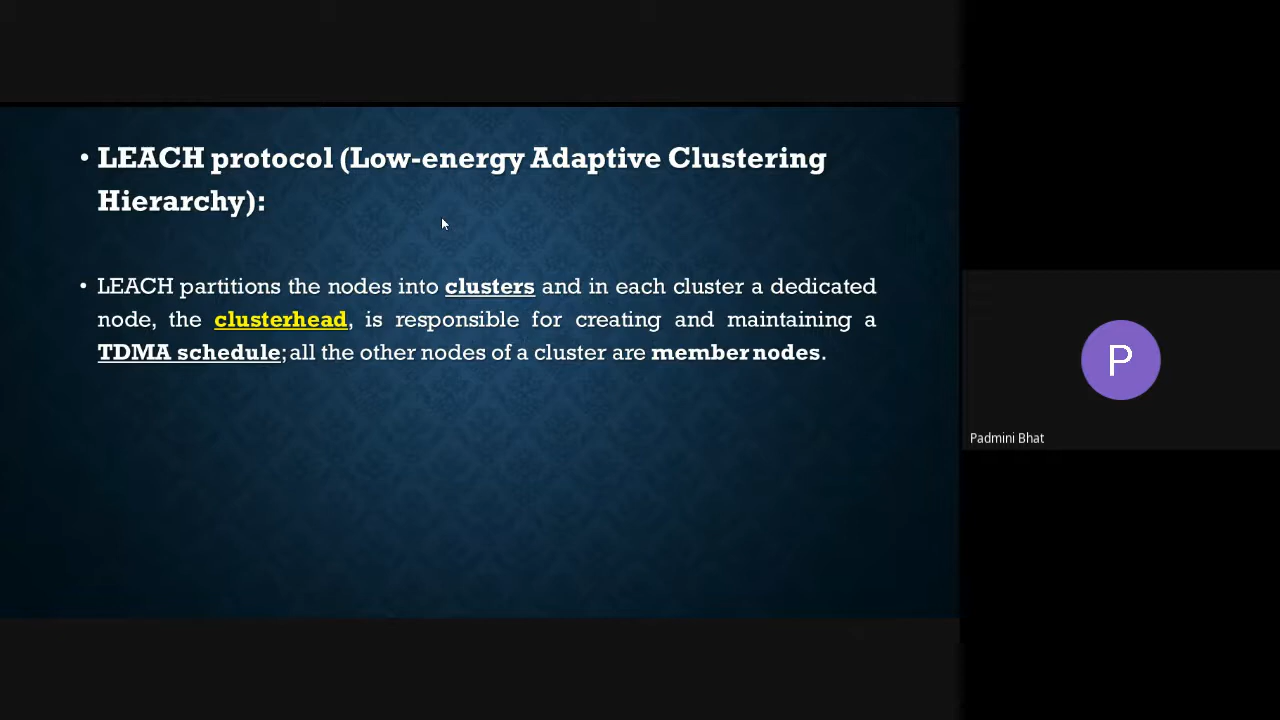 • LEACH protocol (Low-energy Adaptive Clustering
Hierarchy):
• LEACH partitions the nodes into clusters and in each cluster a dedicated
node, the clusterhead, is responsible for creating and maintaining a
TDMA schedule; all the other nodes of a cluster are member nodes.
P
Padmini Bhat